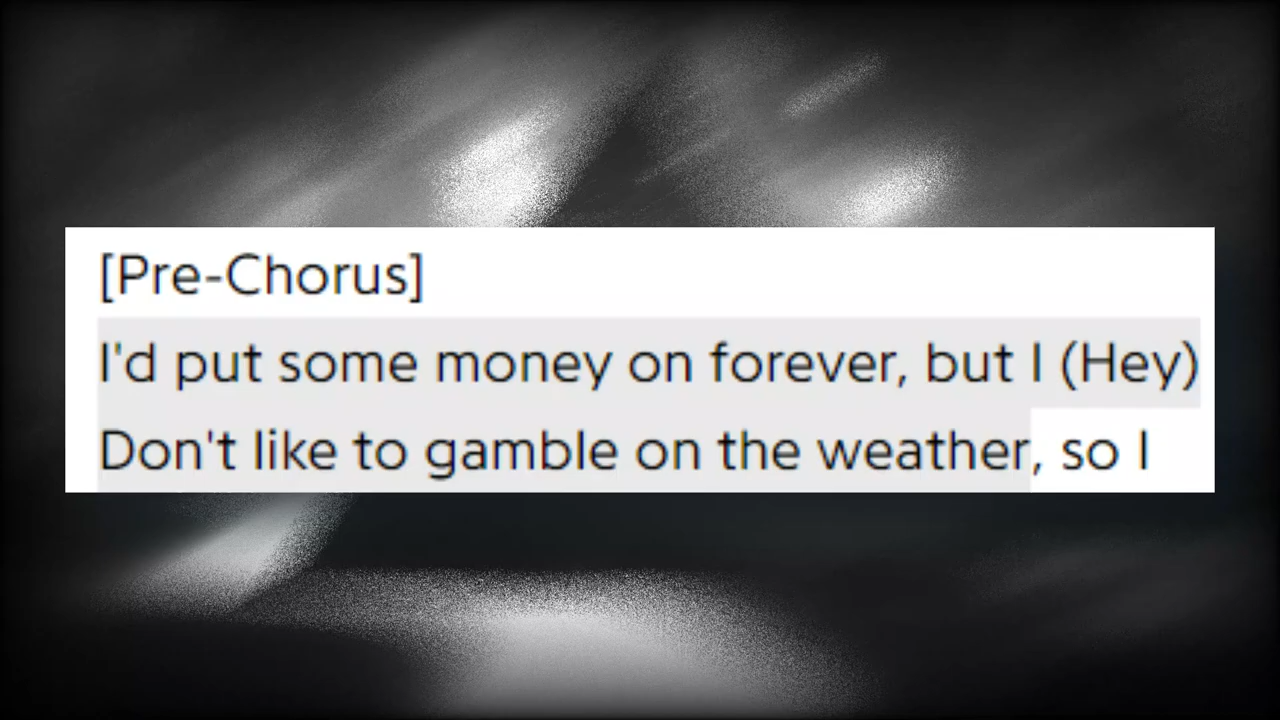 [Pre-Chorus]
I'd put some money on forever, but I (Hey)
Don't like to gamble on the weather, so I